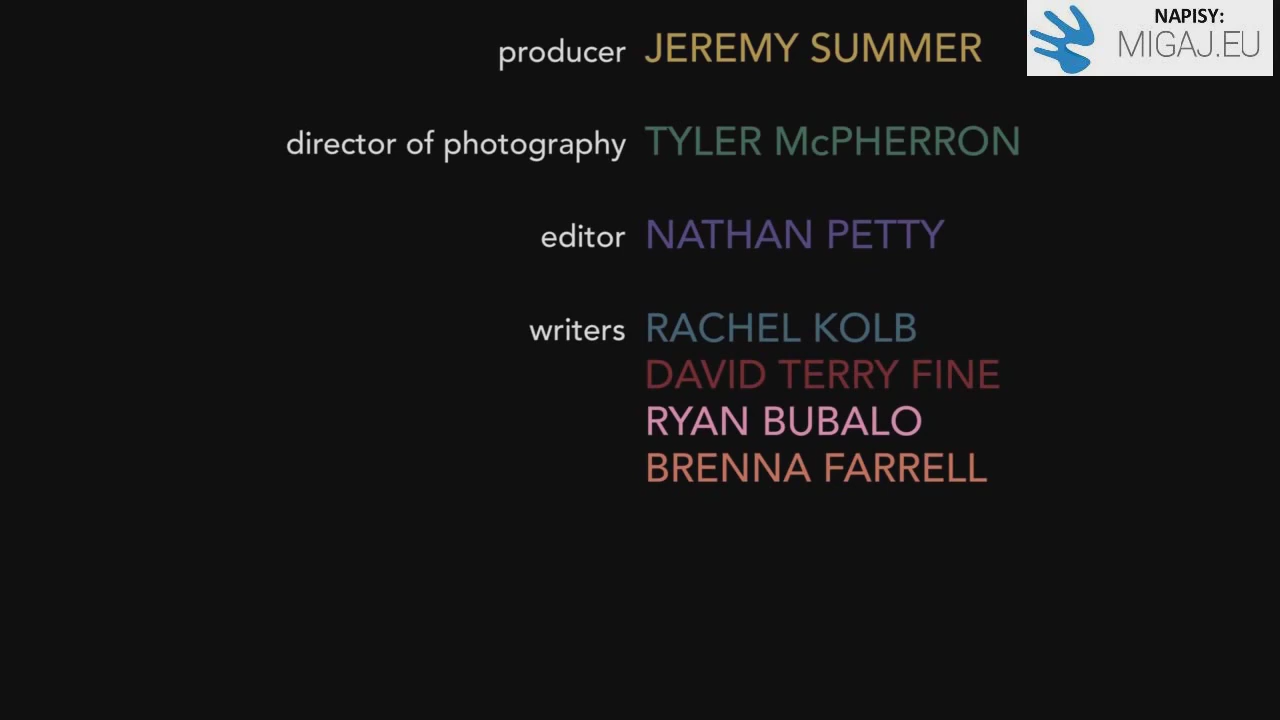 producer JEREMY SUMMER
NAPISY:
MIGAJ.EU
director of photography TYLER McPHERRON
editor NATHAN PETTY
writers RACHEL KOLB
DAVID TERRY FINE
RYAN BUBALO
BRENNA FARRELL